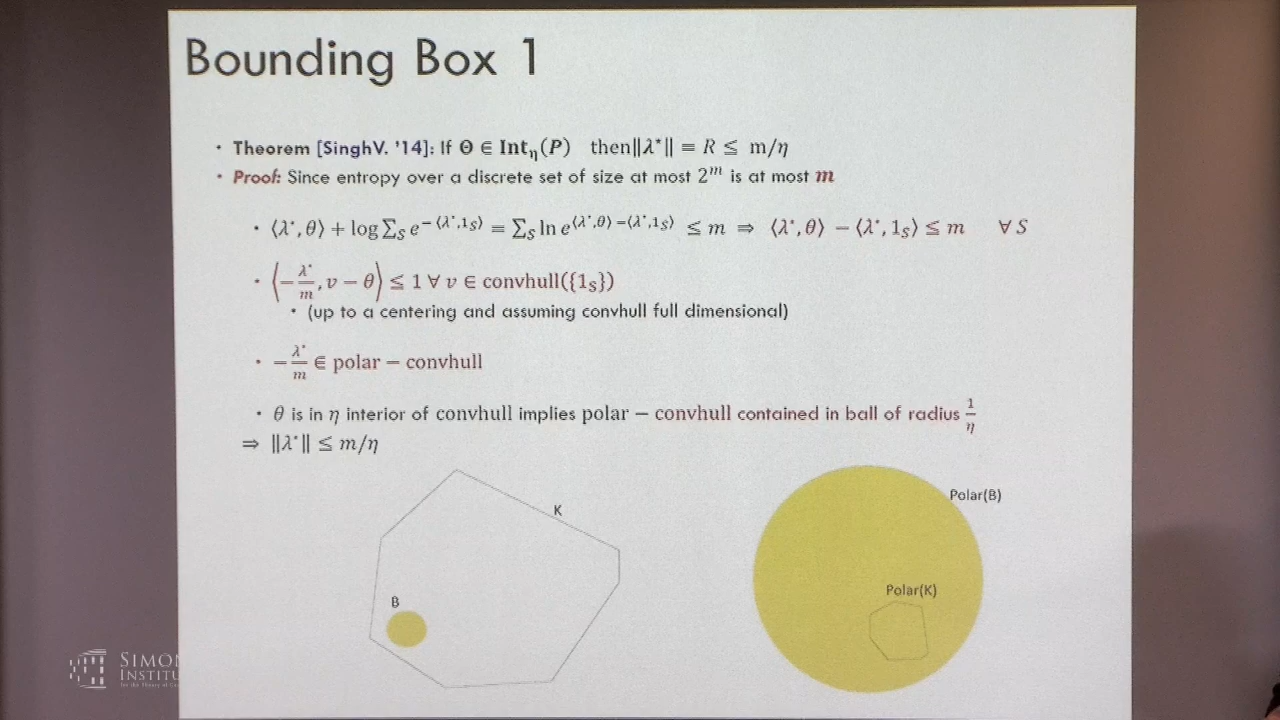 Bounding Box 1
• Theorem [SinghV. '14]: If Θ ∈ Int_η(P) then‖λ*‖ = R ≤ m/η
• Proof: Since entropy over a discrete set of size at most 2^m is at most m
• ⟨λ*, θ⟩ + log ∑_S e^{−⟨λ*,1_S⟩} = ∑_S ln e^{⟨λ*,θ⟩−⟨λ*,1_S⟩} ≤ m ⇒ ⟨λ*, θ⟩ − ⟨λ*, 1_S⟩ ≤ m ∀ S
• ⟨−λ*/m, v − θ⟩ ≤ 1 ∀ v ∈ convhull({1_S})
• (up to a centering and assuming convhull full dimensional)
• −λ*/m ∈ polar − convhull
• θ is in η interior of convhull implies polar − convhull contained in ball of radius 1/η
⇒ ‖λ*‖ ≤ m/η
Polar(B)
K
Polar(K)
B